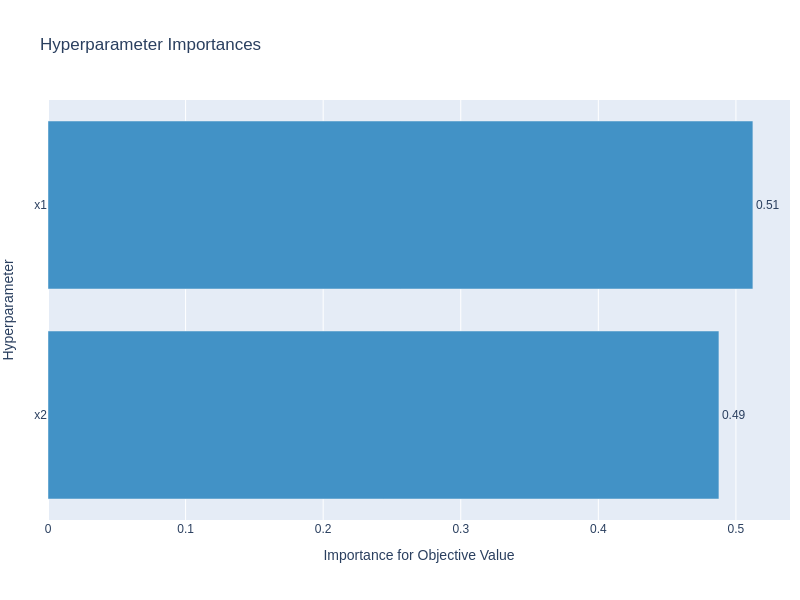 Hyperparameter Importances
Hyperparameter
x1
0.51
x2
0.49
0
0.1
0.2
0.3
0.4
0.5
Importance for Objective Value